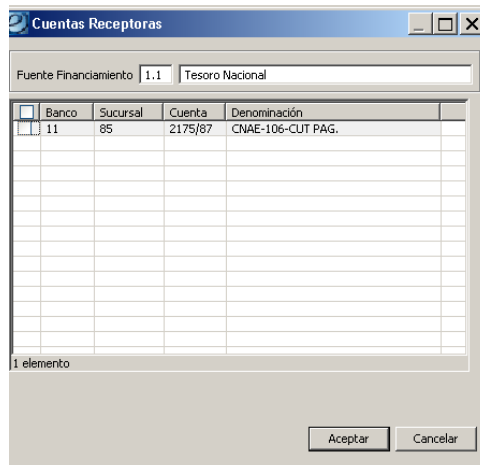 Cuentas Receptoras
Fuente Financiamiento 1.1 Tesoro Nacional
Banco Sucursal Cuenta Denominación
11 85 2175/87 CNAE-106-CUT PAG.
1 elemento
Aceptar Cancelar